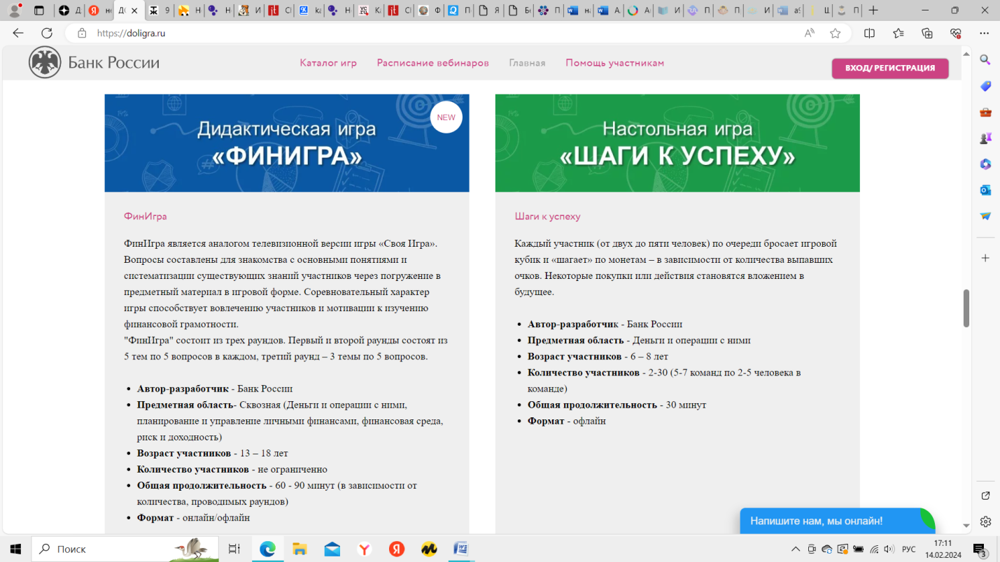 https://doligra.ru
Банк России
Каталог игр
Расписание вебинаров
Главная
Помощь участникам
ВХОД/ РЕГИСТРАЦИЯ
Дидактическая игра
«ФИНИГРА»
NEW
Настольная игра
«ШАГИ К УСПЕХУ»
ФинИгра
ФинИгра является аналогом телевизионной версии игры «Своя Игра».
Вопросы составлены для знакомства с основными понятиями и
систематизации существующих знаний участников через погружение в
предметный материал в игровой форме. Соревновательный характер
игры способствует вовлечению участников и мотивации к изучению
финансовой грамотности.
"ФинИгра" состоит из трех раундов. Первый и второй раунды состоят из
5 тем по 5 вопросов в каждом, третий раунд – 3 темы по 5 вопросов.
• Автор-разработчик - Банк России
• Предметная область- Сквозная (Деньги и операции с ними,
планирование и управление личными финансами, финансовая среда,
риск и доходность)
• Возраст участников - 13 – 18 лет
• Количество участников - не ограниченно
• Общая продолжительность - 60 - 90 минут (в зависимости от
количества, проводимых раундов)
• Формат - онлайн/офлайн
Шаги к успеху
Каждый участник (от двух до пяти человек) по очереди бросает игровой
кубик и «шагает» по монетам – в зависимости от количества выпавших
очков. Некоторые покупки или действия становятся вложением в
будущее.
• Автор-разработчик - Банк России
• Предметная область - Деньги и операции с ними
• Возраст участников - 6 – 8 лет
• Количество участников - 2-30 (5-7 команд по 2-5 человека в
команде)
• Общая продолжительность - 30 минут
• Формат - офлайн
Напишите нам, мы онлайн!
Поиск
РУС
17:11
14.02.2024
3